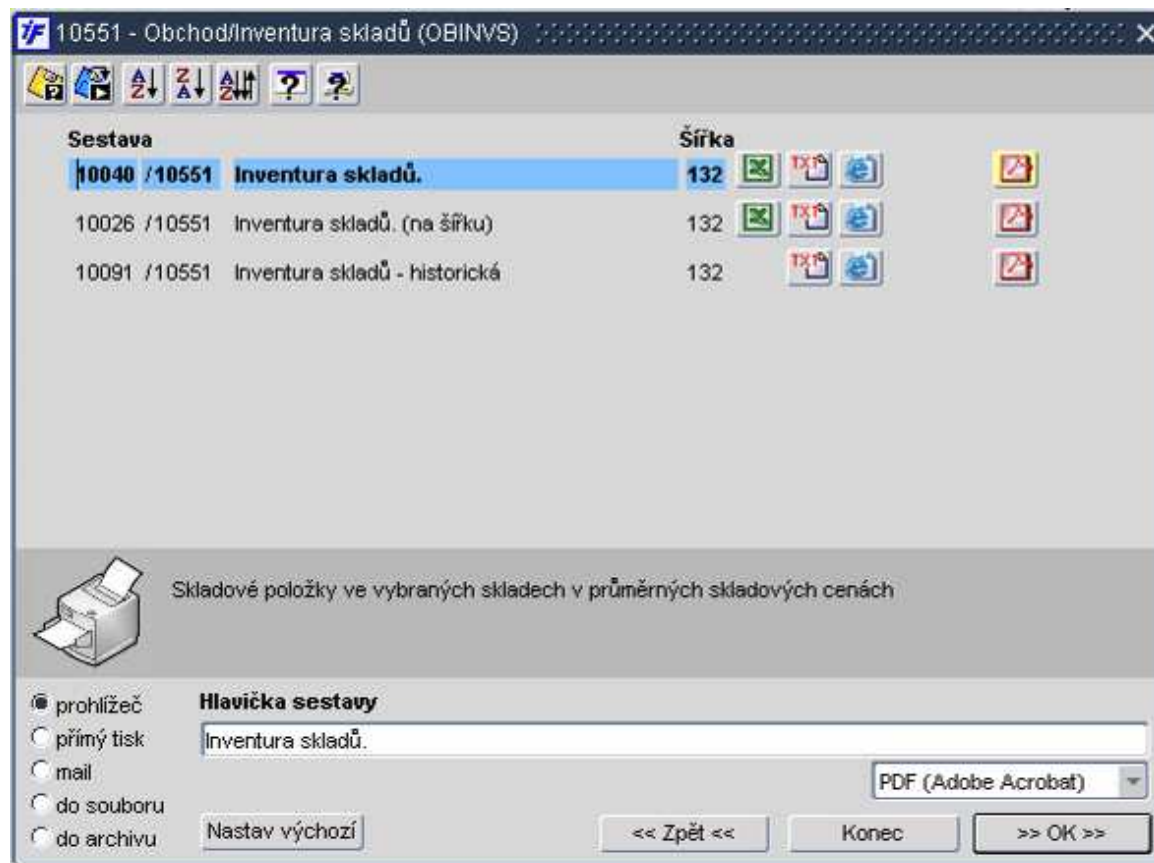 iF 10551 - Obchod/Inventura skladů (OBINVS)
Sestava Šířka
10040 /10551 Inventura skladů. 132
10026 /10551 Inventura skladů. (na šířku) 132
10091 /10551 Inventura skladů - historická 132
Skladové položky ve vybraných skladech v průměrných skladových cenách
prohlížeč Hlavička sestavy
přímý tisk Inventura skladů.
mail PDF (Adobe Acrobat)
do souboru
do archivu Nastav výchozí << Zpět << Konec >> OK >>